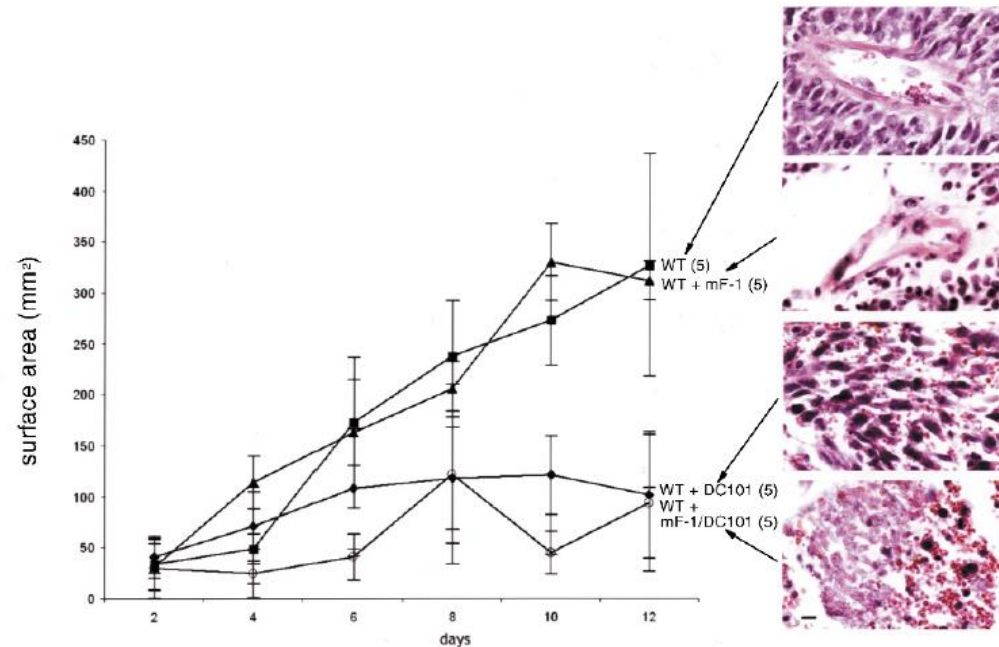 450
400
350
300
250
200
150
100
50
0
surface area (mm²)
2 4 6 8 10 12
days
WT (5)
WT + mF-1 (5)
WT + DC101 (5)
WT +
mF-1/DC101 (5)